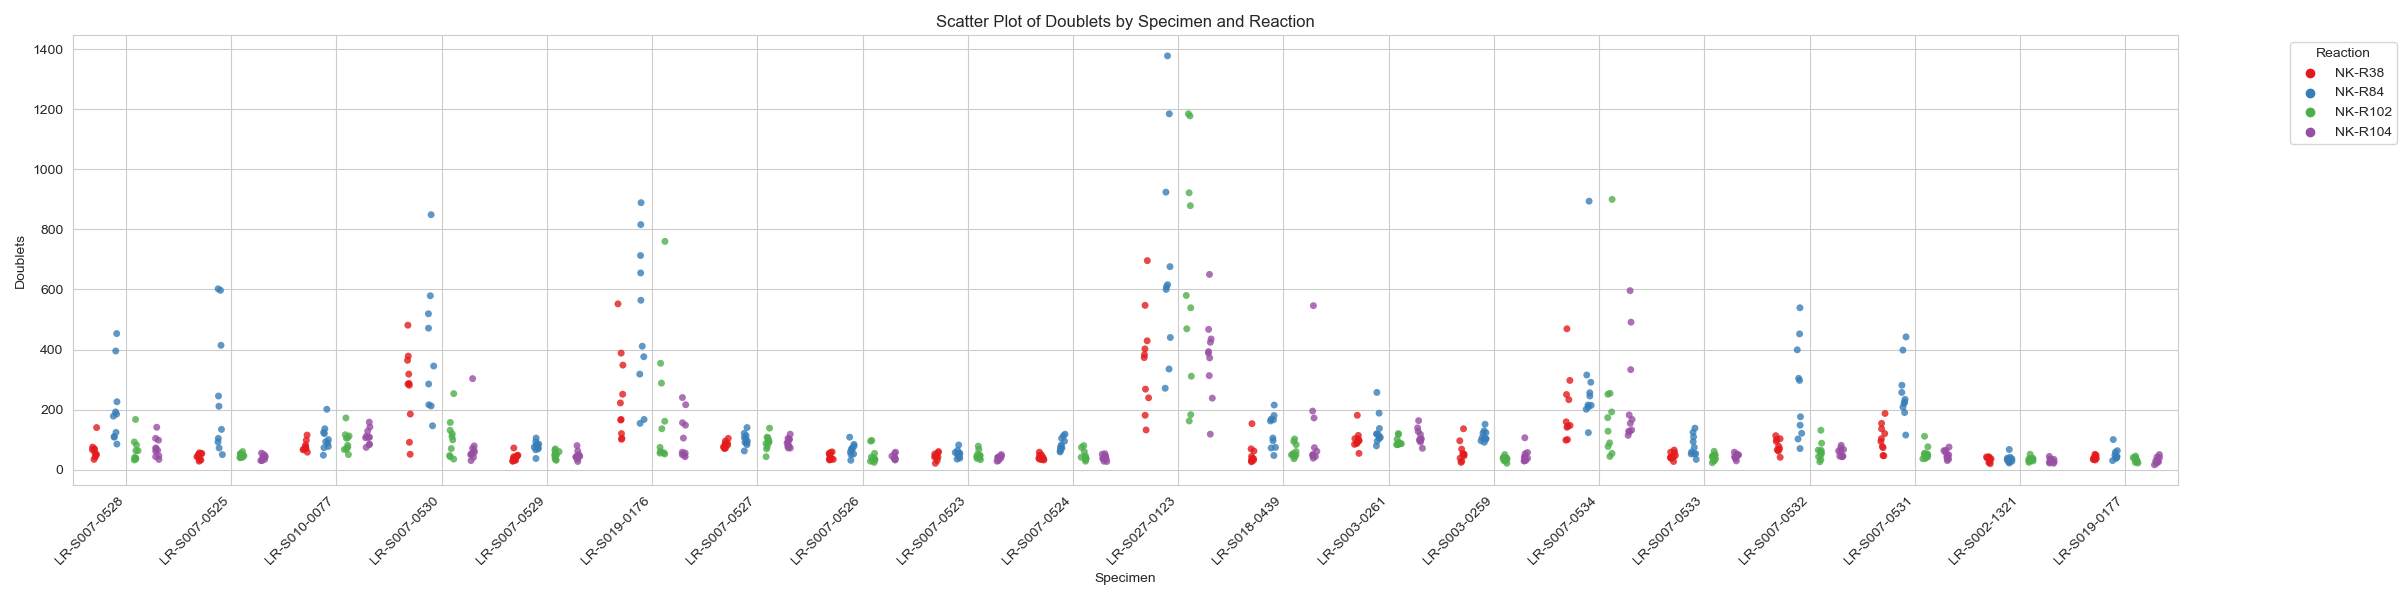 Scatter Plot of Doublets by Specimen and Reaction
Reaction
NK-R38
NK-R84
NK-R102
NK-R104
Doublets
1400
1200
1000
800
600
400
200
0
LR-S007-0528
LR-S007-0525
LR-S010-0077
LR-S007-0530
LR-S007-0529
LR-S019-0176
LR-S007-0527
LR-S007-0526
LR-S007-0523
LR-S007-0524
LR-S027-0123
LR-S018-0439
LR-S003-0261
LR-S003-0259
LR-S007-0534
LR-S007-0533
LR-S007-0532
LR-S007-0531
LR-S002-1321
LR-S019-0177
Specimen